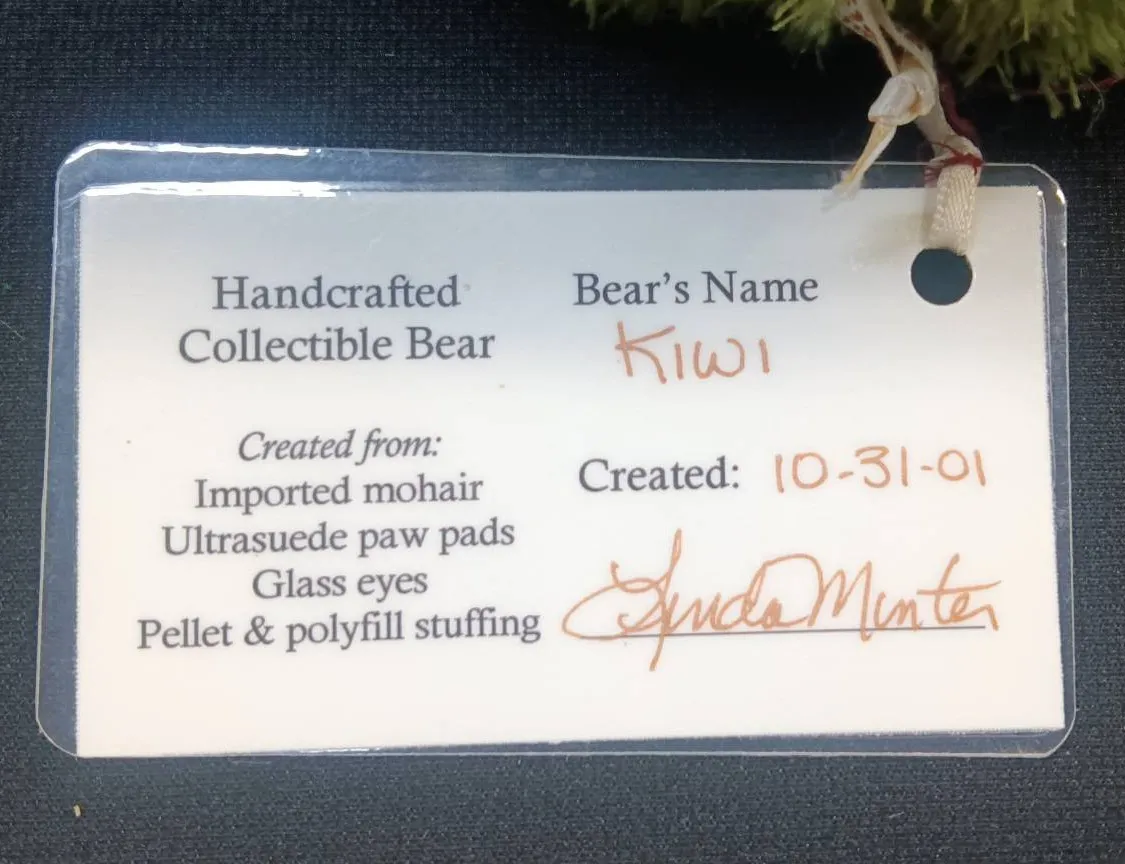 Handcrafted
Collectible Bear
Created from:
Imported mohair
Ultrasuede paw pads
Glass eyes
Pellet & polyfill stuffing
Bear's Name
KIWI
Created: 10-31-01
Linda Minter